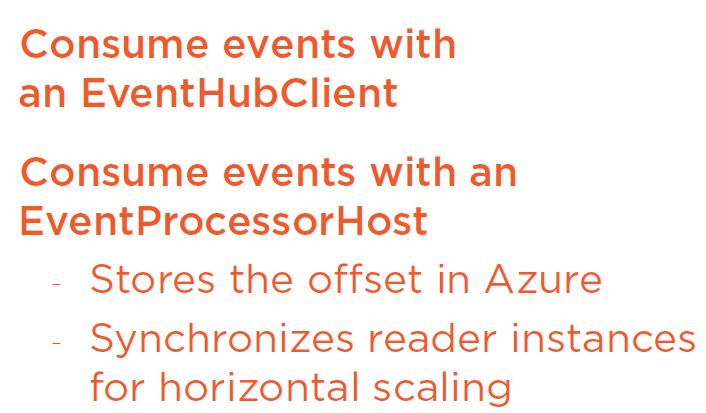 Consume events with
an EventHubClient
Consume events with an
EventProcessorHost
- Stores the offset in Azure
- Synchronizes reader instances
for horizontal scaling